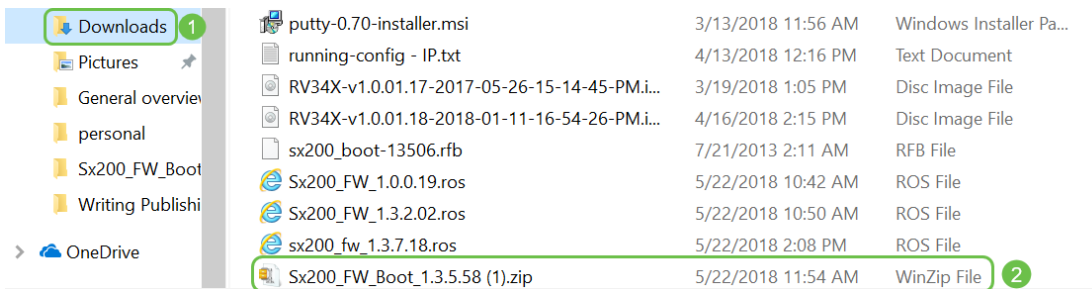 Downloads 1
Pictures
General overview
personal
Sx200_FW_Boot
Writing Publishi
OneDrive
putty-0.70-installer.msi 3/13/2018 11:56 AM Windows Installer Pa...
running-config - IP.txt 4/13/2018 12:16 PM Text Document
RV34X-v1.0.01.17-2017-05-26-15-14-45-PM.i... 3/19/2018 1:05 PM Disc Image File
RV34X-v1.0.01.18-2018-01-11-16-54-26-PM.i... 4/16/2018 2:15 PM Disc Image File
sx200_boot-13506.rfb 7/21/2013 2:11 AM RFB File
Sx200_FW_1.0.0.19.ros 5/22/2018 10:42 AM ROS File
Sx200_FW_1.3.2.02.ros 5/22/2018 10:50 AM ROS File
sx200_fw_1.3.7.18.ros 5/22/2018 2:08 PM ROS File
Sx200_FW_Boot_1.3.5.58 (1).zip 5/22/2018 11:54 AM WinZip File 2